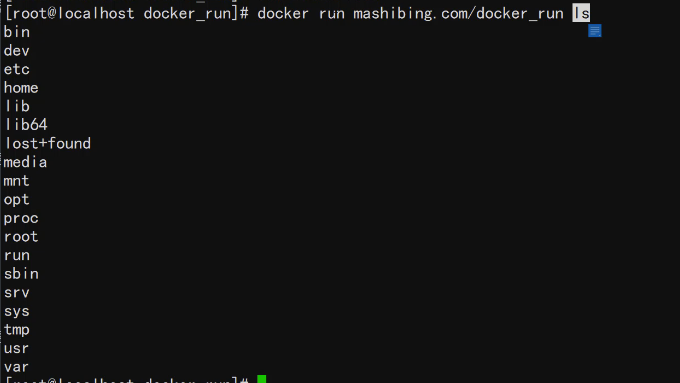 [root@localhost docker_run]# docker run mashibing.com/docker_run ls
bin
dev
etc
home
lib
lib64
lost+found
media
mnt
opt
proc
root
run
sbin
srv
sys
tmp
usr
var
[root@localhost docker_run]#